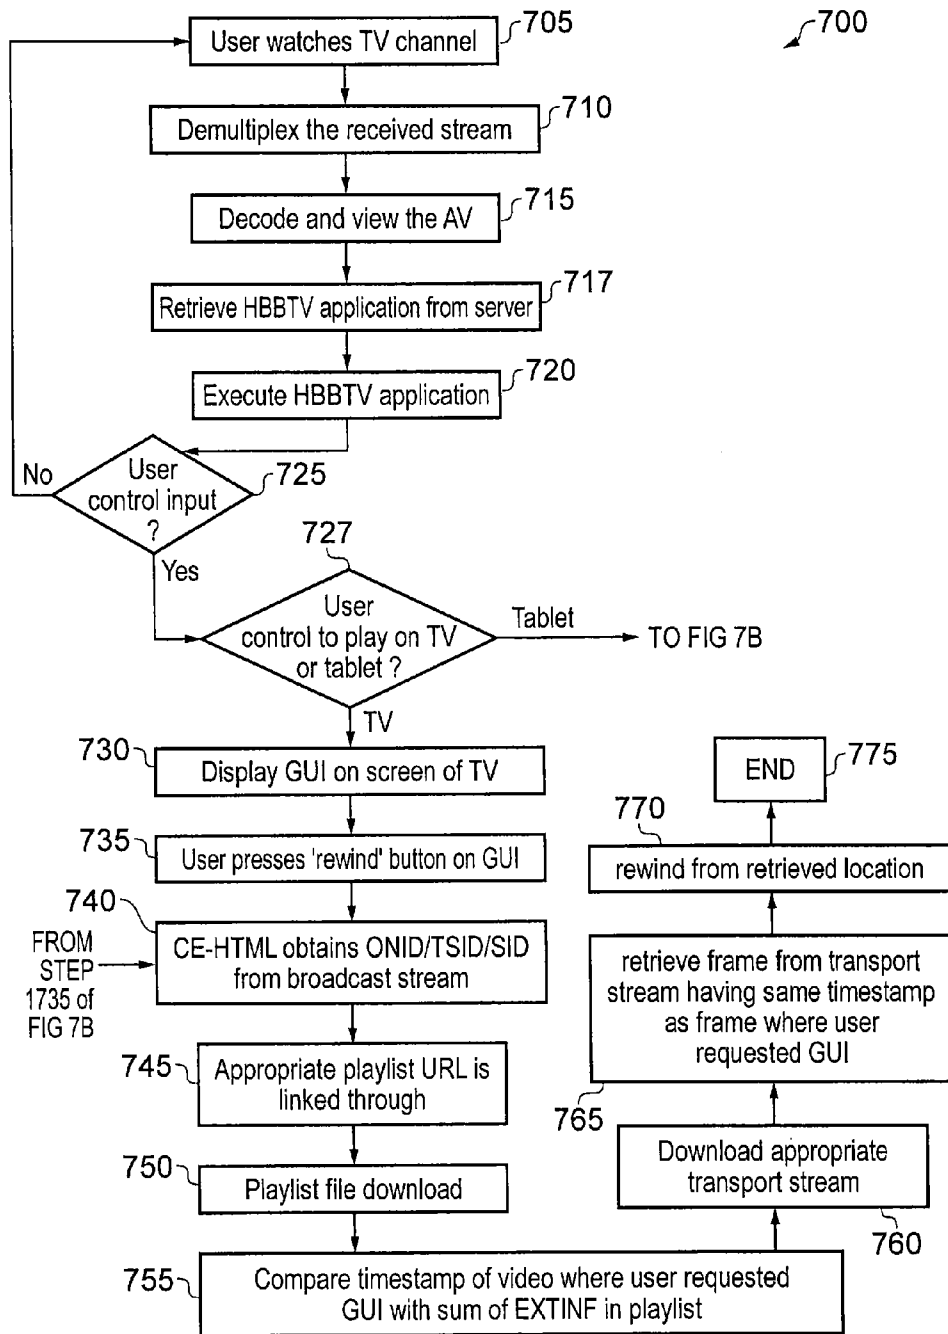 700
705
User watches TV channel
710
Demultiplex the received stream
715
Decode and view the AV
717
Retrieve HBBTV application from server
720
Execute HBBTV application
No
User
control input
?
725
Yes
727
User
control to play on TV
or tablet ?
Tablet
TO FIG 7B
TV
730
Display GUI on screen of TV
735
User presses 'rewind' button on GUI
740
FROM
STEP
1735 of
FIG 7B
CE-HTML obtains ONID/TSID/SID
from broadcast stream
745
Appropriate playlist URL is
linked through
750
Playlist file download
755
Compare timestamp of video where user requested
GUI with sum of EXTINF in playlist
760
Download appropriate
transport stream
765
retrieve frame from transport
stream having same timestamp
as frame where user
requested GUI
770
rewind from retrieved location
775
END